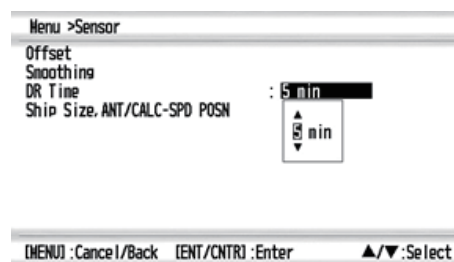 Menu >Sensor
Offset
Smoothing
DR Time : 5 min
Ship Size, ANT/CALC-SPD POSN
▲
5 min
▼
[MENU] :Cancel/Back [ENT/CNTR] :Enter ▲/▼:Select